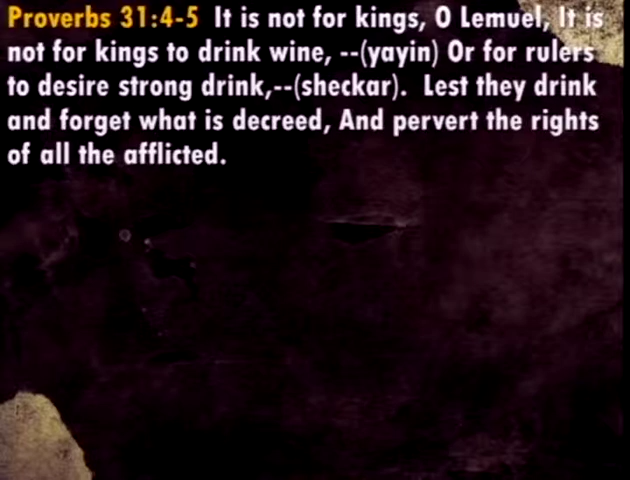 Proverbs 31:4-5 It is not for kings, O Lemuel, It is
not for kings to drink wine, --(yayin) Or for rulers
to desire strong drink,--(sheckar). Lest they drink
and forget what is decreed, And pervert the rights
of all the afflicted.